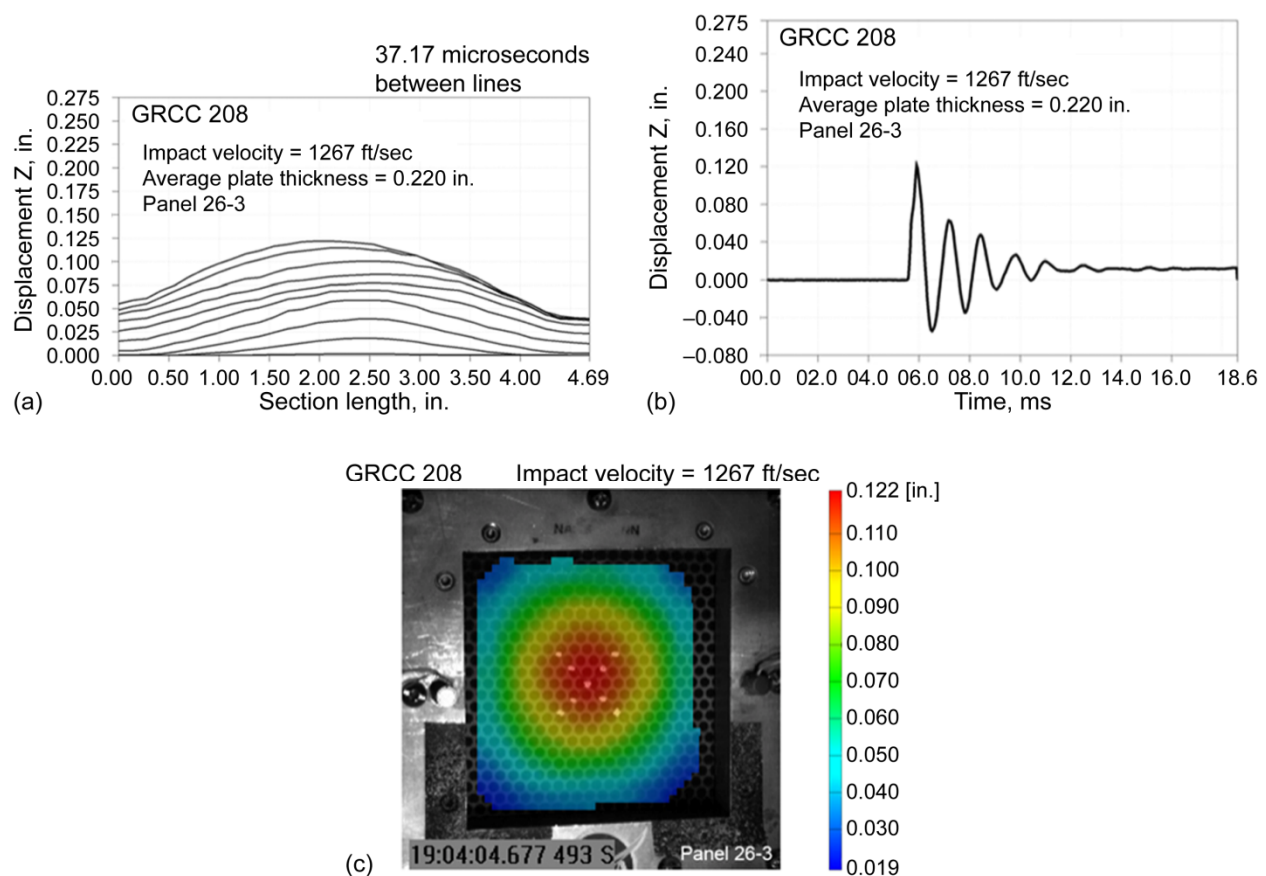 37.17 microseconds
between lines
GRCC 208
Impact velocity = 1267 ft/sec
Average plate thickness = 0.220 in.
Panel 26-3
Displacement Z, in.
0.275
0.250
0.225
0.200
0.175
0.150
0.125
0.100
0.075
0.050
0.025
0.000
0.00 0.50 1.00 1.50 2.00 2.50 3.00 3.50 4.00 4.69
Section length, in.
(a)
GRCC 208
Impact velocity = 1267 ft/sec
Average plate thickness = 0.220 in.
Panel 26-3
Displacement Z, in.
0.275
0.240
0.200
0.160
0.120
0.080
0.040
0.000
–0.040
–0.080
00.0 02.0 04.0 06.0 08.0 10.0 12.0 14.0 16.0 18.6
Time, ms
(b)
GRCC 208 Impact velocity = 1267 ft/sec
0.122 [in.]
0.110
0.100
0.090
0.080
0.070
0.060
0.050
0.040
0.030
0.019
19:04:04.677 493 S
Panel 26-3
(c)